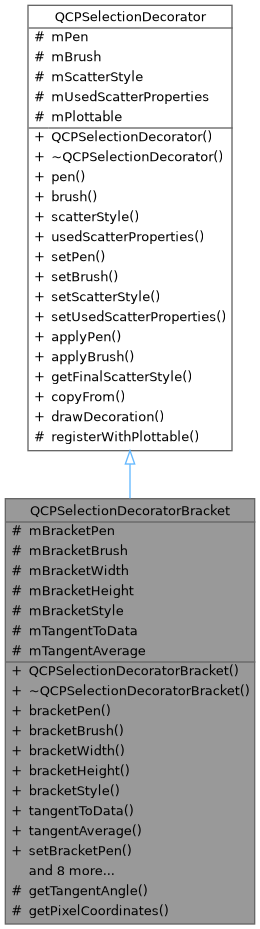 QCPSelectionDecorator
# mPen
# mBrush
# mScatterStyle
# mUsedScatterProperties
# mPlottable
+ QCPSelectionDecorator()
+ ~QCPSelectionDecorator()
+ pen()
+ brush()
+ scatterStyle()
+ usedScatterProperties()
+ setPen()
+ setBrush()
+ setScatterStyle()
+ setUsedScatterProperties()
+ applyPen()
+ applyBrush()
+ getFinalScatterStyle()
+ copyFrom()
+ drawDecoration()
# registerWithPlottable()
QCPSelectionDecoratorBracket
# mBracketPen
# mBracketBrush
# mBracketWidth
# mBracketHeight
# mBracketStyle
# mTangentToData
# mTangentAverage
+ QCPSelectionDecoratorBracket()
+ ~QCPSelectionDecoratorBracket()
+ bracketPen()
+ bracketBrush()
+ bracketWidth()
+ bracketHeight()
+ bracketStyle()
+ tangentToData()
+ tangentAverage()
+ setBracketPen()
and 8 more...
# getTangentAngle()
# getPixelCoordinates()